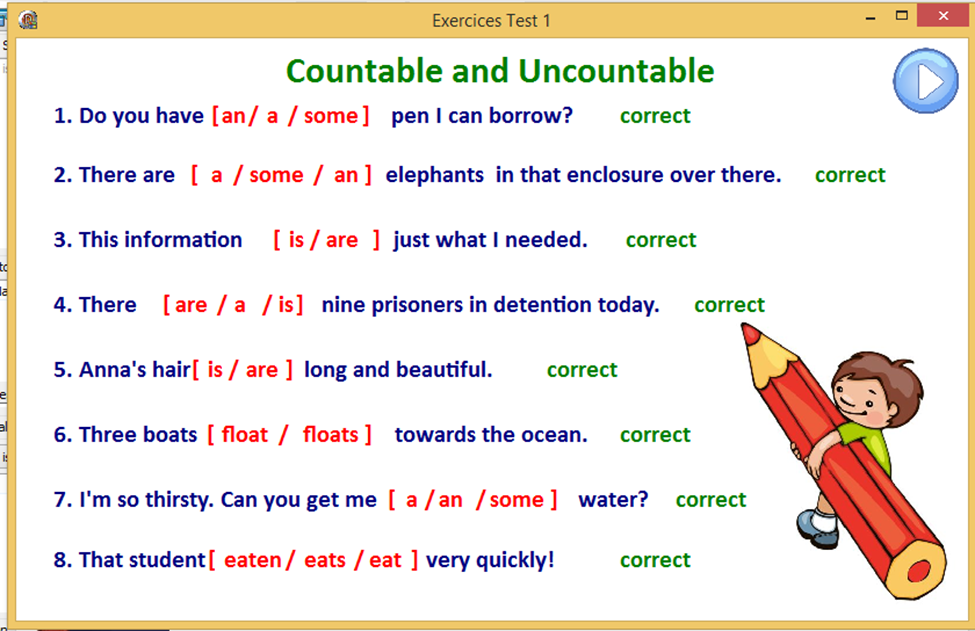 Exercices Test 1
Countable and Uncountable
1. Do you have [an/ a / some] pen I can borrow? correct
2. There are [ a / some / an ] elephants in that enclosure over there. correct
3. This information [ is / are ] just what I needed. correct
4. There [ are / a / is] nine prisoners in detention today. correct
5. Anna's hair[ is / are ] long and beautiful. correct
6. Three boats [ float / floats ] towards the ocean. correct
7. I'm so thirsty. Can you get me [ a / an / some ] water? correct
8. That student[ eaten / eats / eat ] very quickly! correct